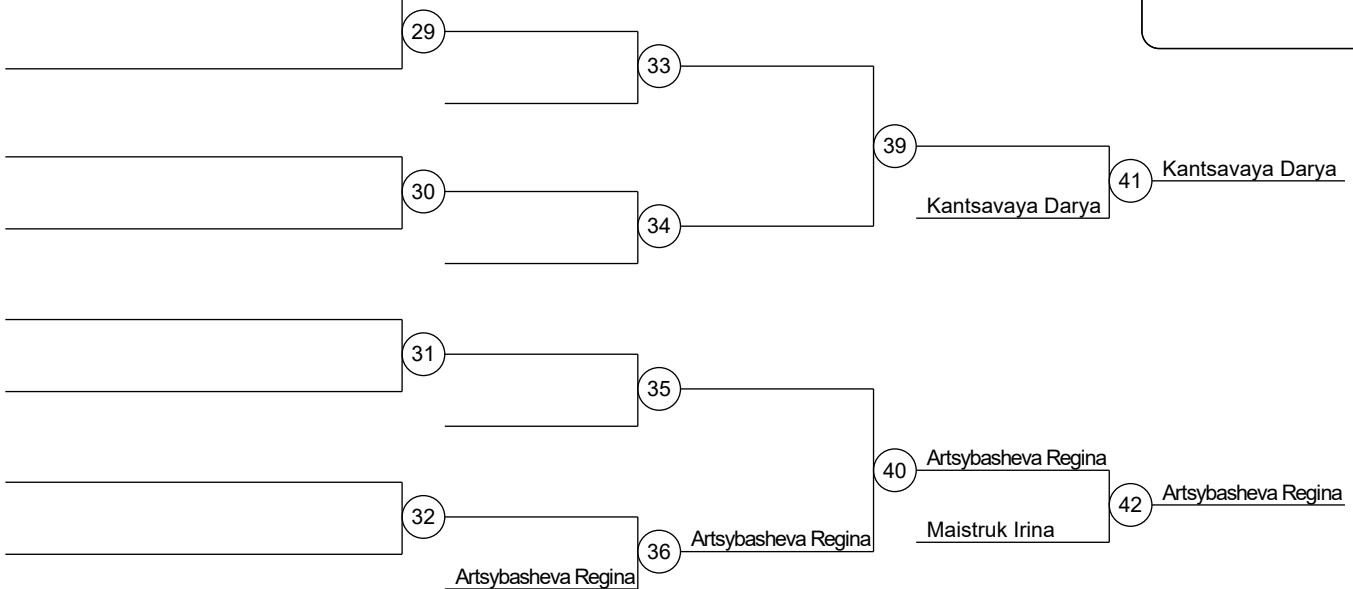 29
33
39
Kantsavaya Darya
41
30
Kantsavaya Darya
34
31
35
Artsybasheva Regina
40
Artsybasheva Regina
42
32
Maistruk Irina
Artsybasheva Regina
36
Artsybasheva Regina